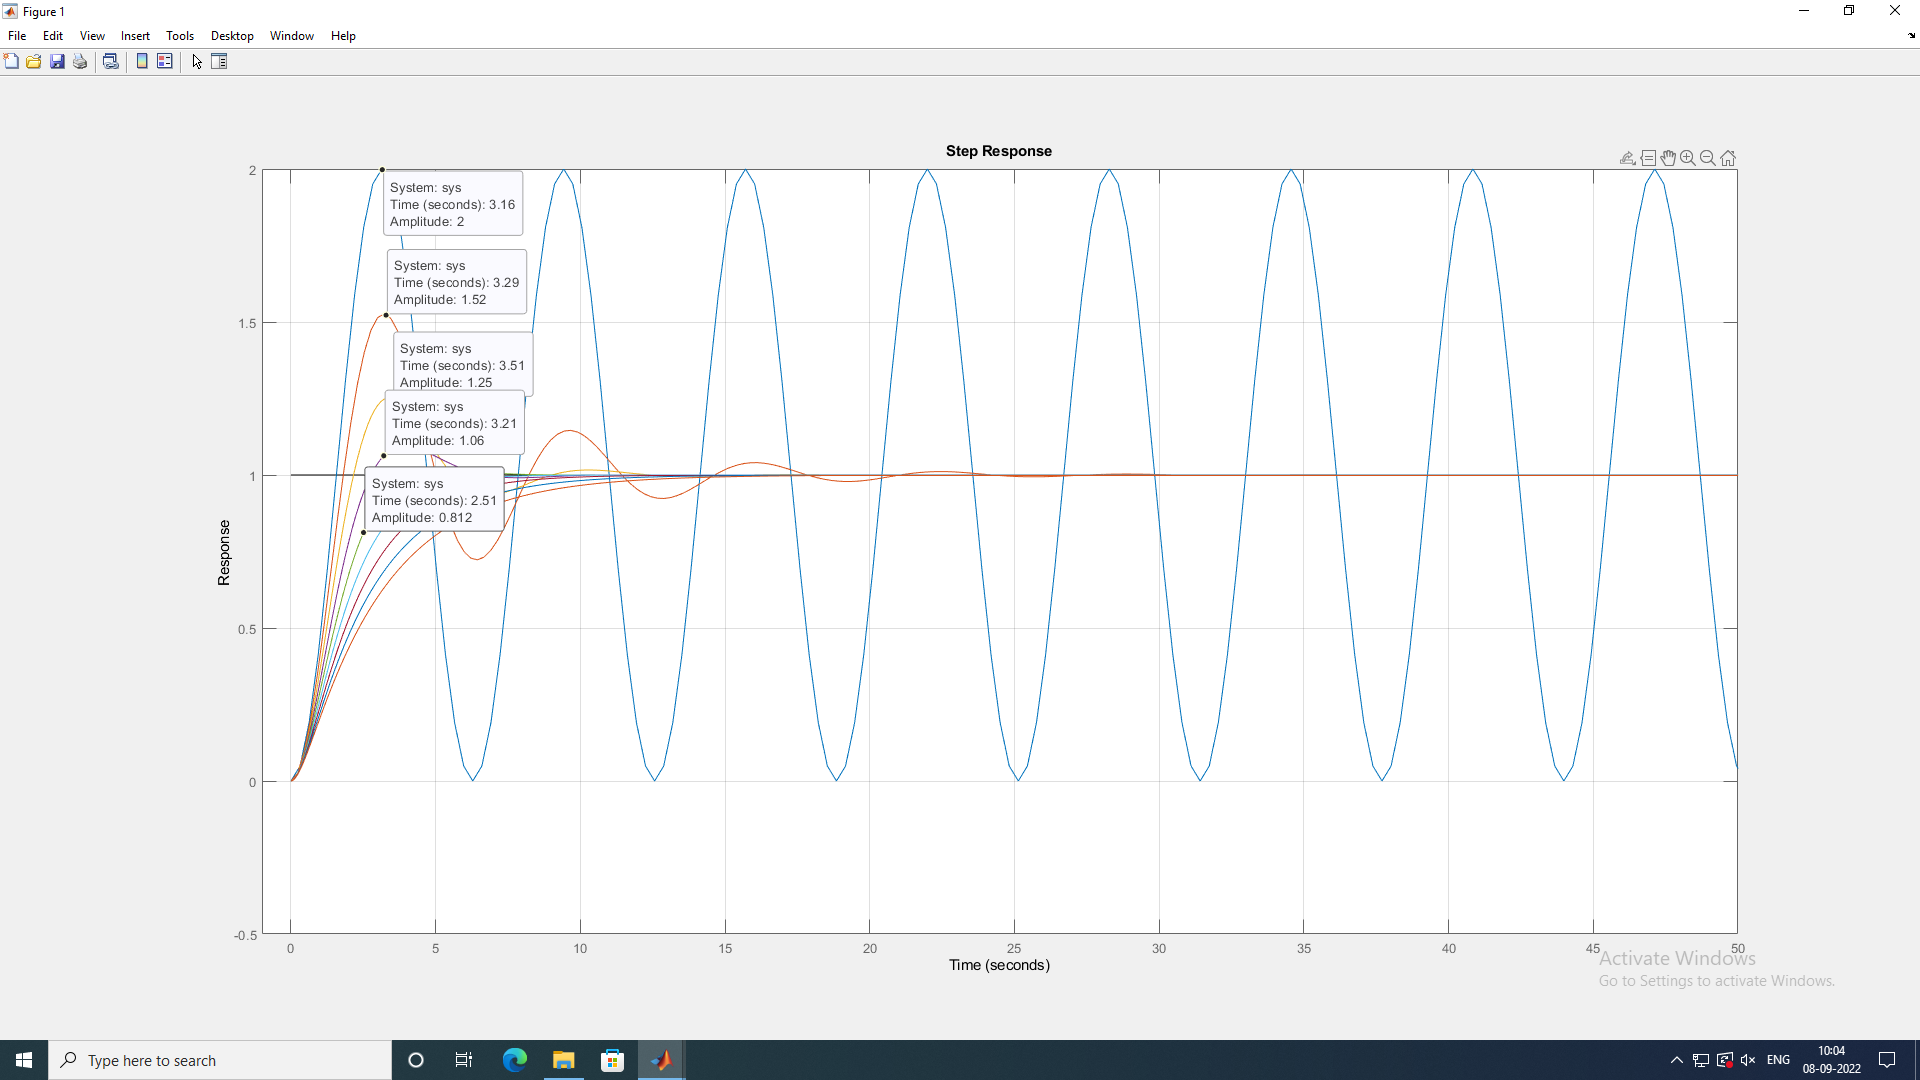 Figure 1
File Edit View Insert Tools Desktop Window Help
Step Response
2
1.5
1
0.5
0
-0.5
Response
System: sys
Time (seconds): 3.16
Amplitude: 2
System: sys
Time (seconds): 3.29
Amplitude: 1.52
System: sys
Time (seconds): 3.51
Amplitude: 1.25
System: sys
Time (seconds): 3.21
Amplitude: 1.06
System: sys
Time (seconds): 2.51
Amplitude: 0.812
0 5 10 15 20 25 30 35 40 45 50
Time (seconds)
Activate Windows
Go to Settings to activate Windows.
Type here to search
ENG
10:04
08-09-2022